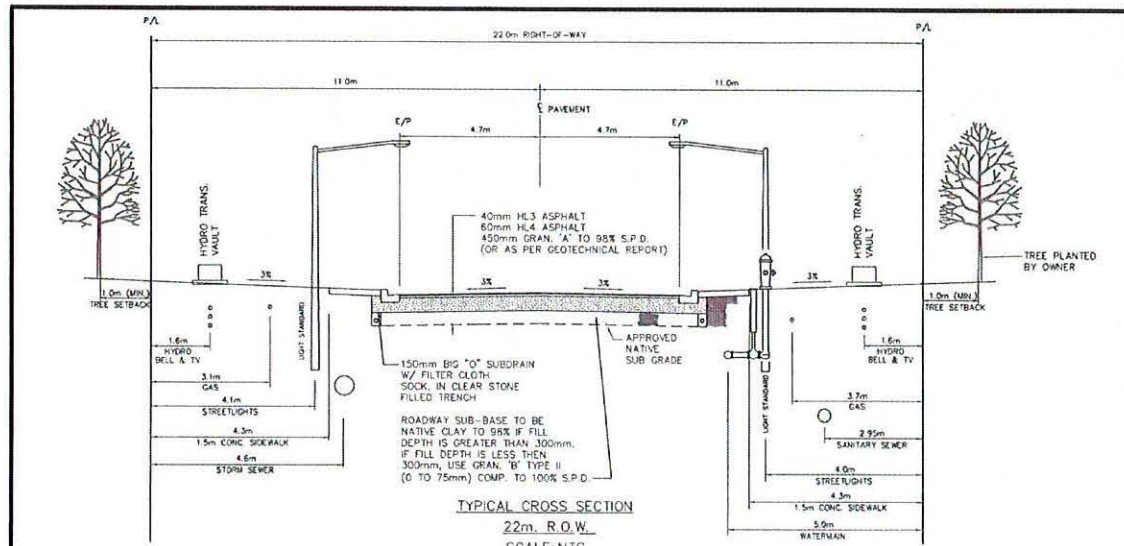 P/L
P/L
22.0m RIGHT-OF-WAY
11.0m
11.0m
℄ PAVEMENT
E/P
4.7m
4.7m
E/P
HYDRO TRANS.
VAULT
HYDRO TRANS.
VAULT
40mm HL3 ASPHALT
60mm HL4 ASPHALT
450mm GRAN. 'A' TO 98% S.P.D.
(OR AS PER GEOTECHNICAL REPORT)
TREE PLANTED
BY OWNER
3%
3%
3%
3%
1.0m (MIN.)
TREE SETBACK
1.0m (MIN.)
TREE SETBACK
LIGHT STANDARD
LIGHT STANDARD
1.6m
HYDRO
BELL & TV
3.1m
GAS
4.1m
STREETLIGHTS
4.3m
1.5m CONC. SIDEWALK
4.6m
STORM SEWER
150mm BIG "O" SUBDRAIN
W/ FILTER CLOTH
SOCK, IN CLEAR STONE
FILLED TRENCH
APPROVED
NATIVE
SUB GRADE
ROADWAY SUB-BASE TO BE
NATIVE CLAY TO 98% IF FILL
DEPTH IS GREATER THAN 300mm.
IF FILL DEPTH IS LESS THEN
300mm, USE GRAN. 'B' TYPE II
(0 TO 75mm) COMP. TO 100% S.P.D.
1.6m
HYDRO
BELL & TV
3.7m
GAS
2.95m
SANITARY SEWER
4.0m
STREETLIGHTS
4.3m
1.5m CONC. SIDEWALK
5.0m
WATERMAIN
TYPICAL CROSS SECTION
22m. R.O.W.
SCALE: NTS